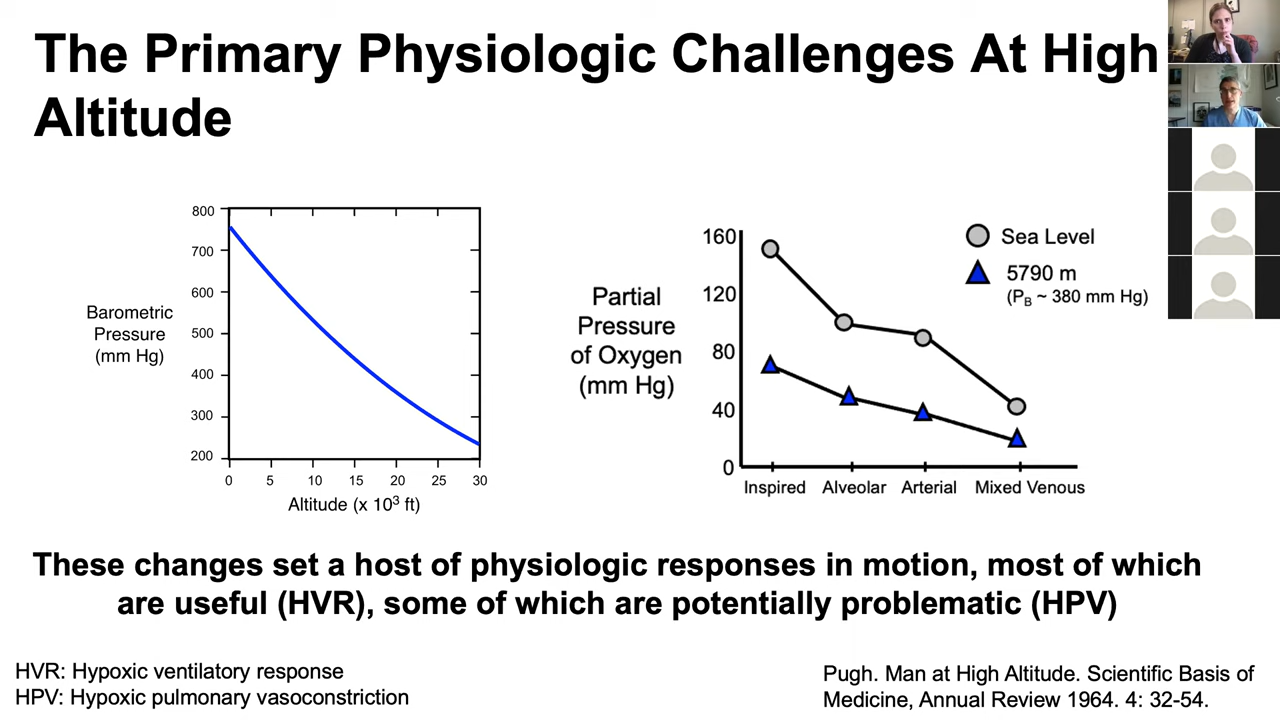 The Primary Physiologic Challenges At High
Altitude
800
700
600
500
400
300
200
Barometric
Pressure
(mm Hg)
0 5 10 15 20 25 30
Altitude (x 10³ ft)
Partial
Pressure
of Oxygen
(mm Hg)
160
120
80
40
0
Inspired Alveolar Arterial Mixed Venous
Sea Level
5790 m
(P_B ~ 380 mm Hg)
These changes set a host of physiologic responses in motion, most of which
are useful (HVR), some of which are potentially problematic (HPV)
HVR: Hypoxic ventilatory response
HPV: Hypoxic pulmonary vasoconstriction
Pugh. Man at High Altitude. Scientific Basis of
Medicine, Annual Review 1964. 4: 32-54.